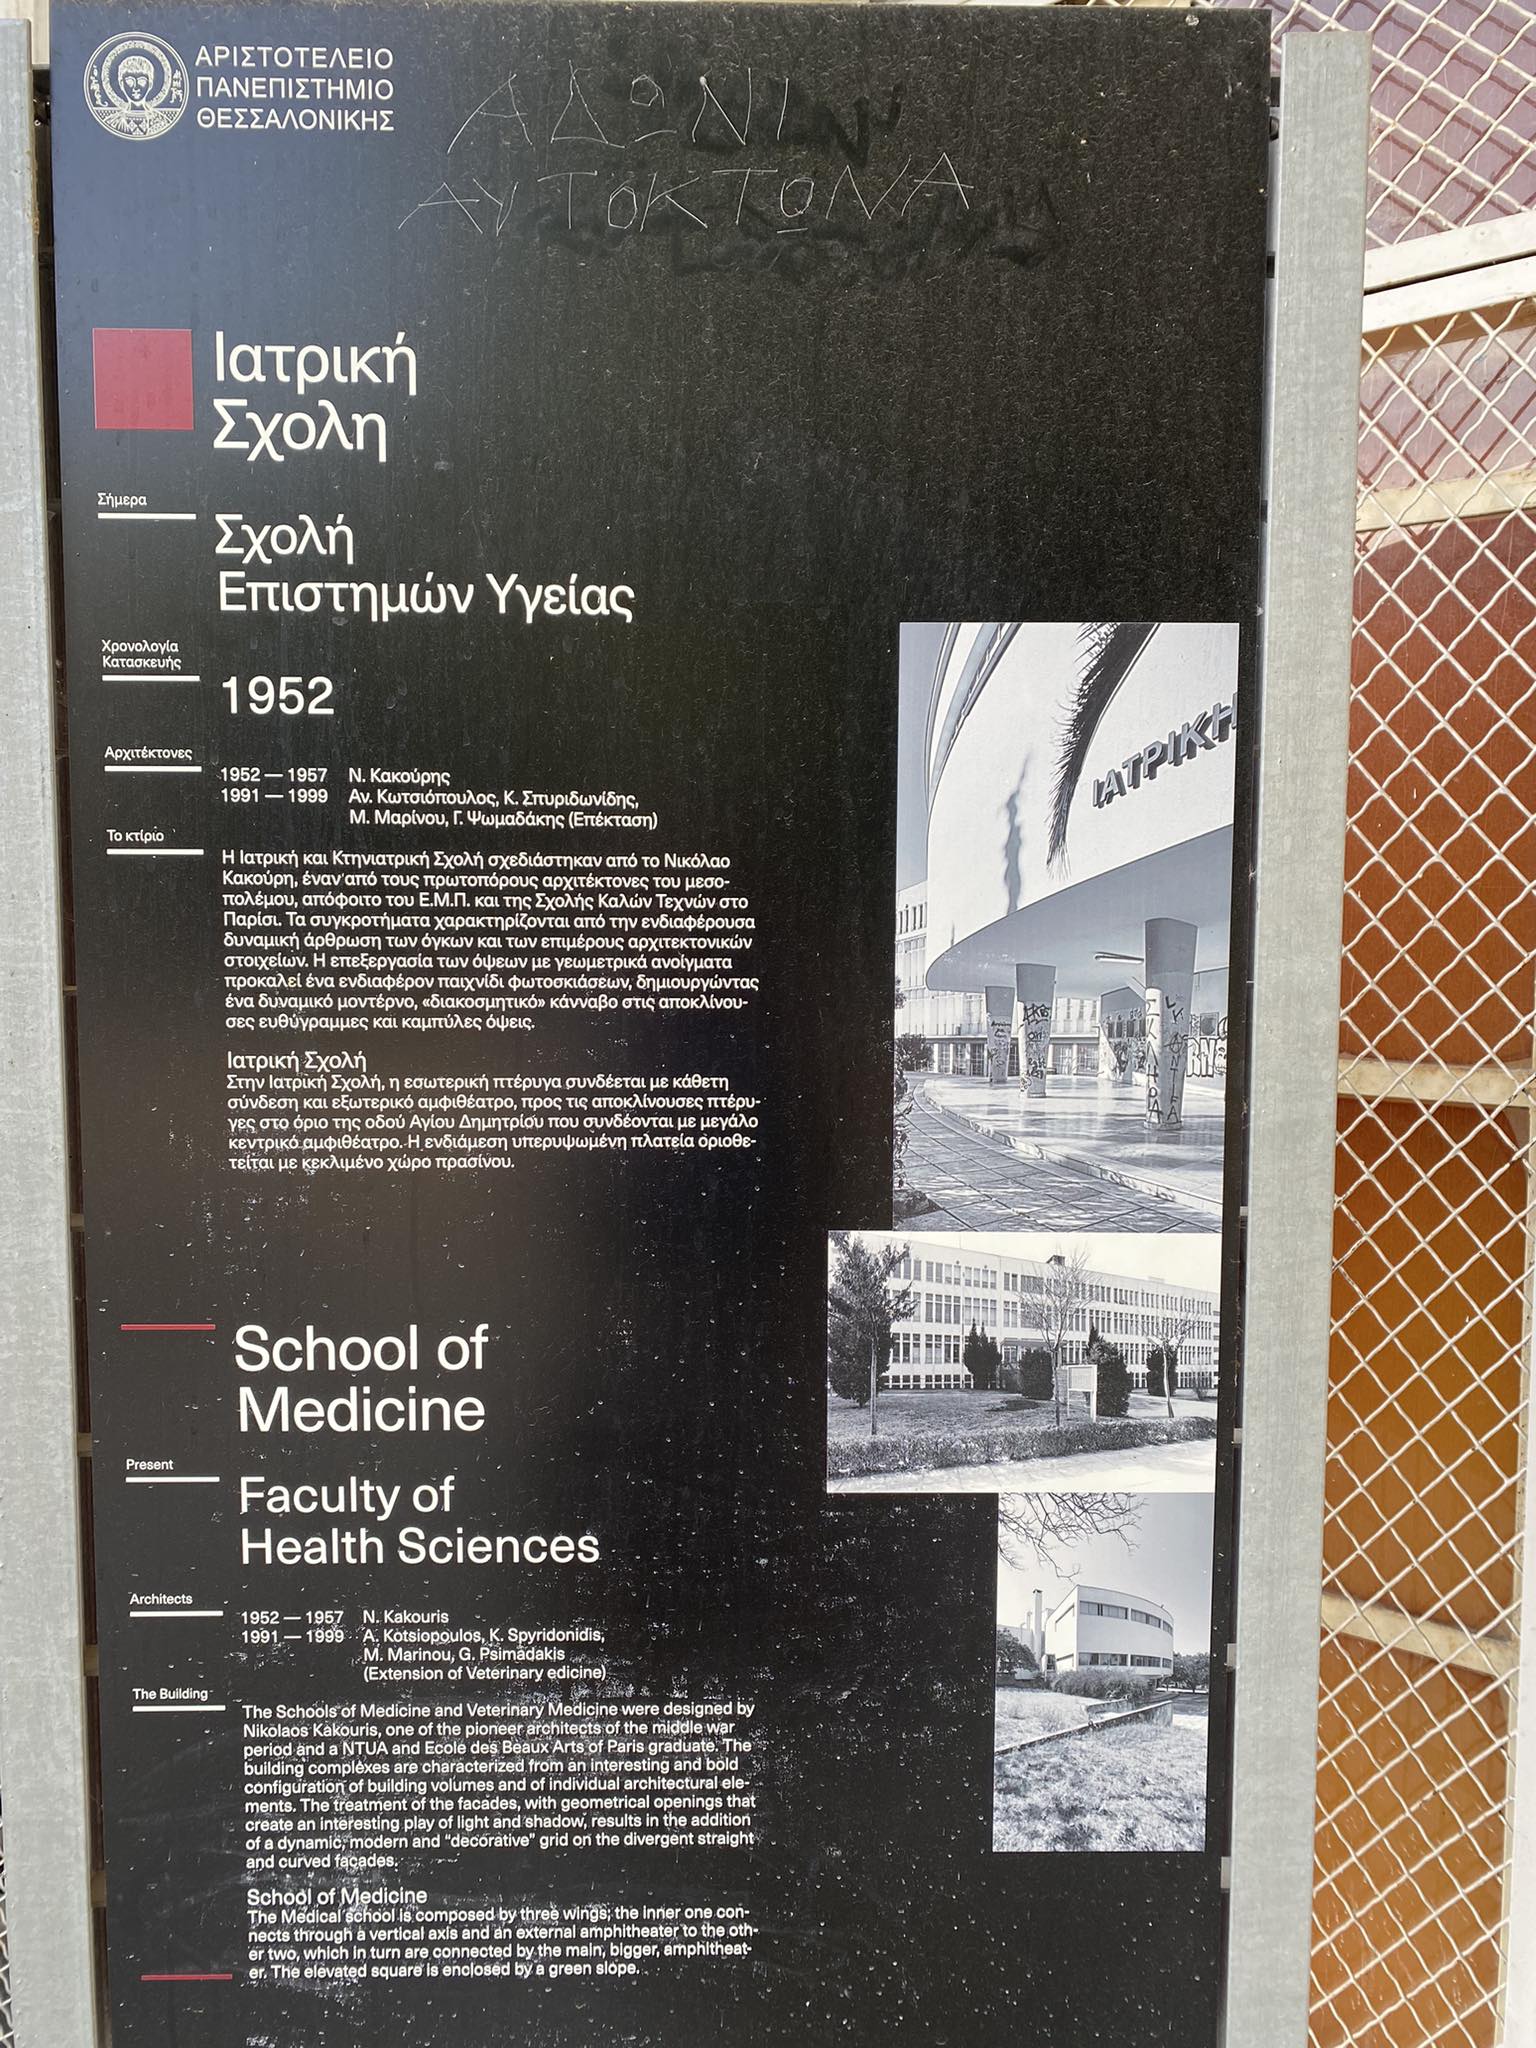 ΑΡΙΣΤΟΤΕΛΕΙΟ
ΠΑΝΕΠΙΣΤΗΜΙΟ
ΘΕΣΣΑΛΟΝΙΚΗΣ
ΑΔΩΝΙ
ΑΥΤΟΚΤΩΝΑ
Ιατρική
Σχολη
Σήμερα
Σχολή
Επιστημών Υγείας
Χρονολογία
Κατασκευής
1952
Αρχιτέκτονες
1952 — 1957 Ν. Κακούρης
1991 — 1999 Αν. Κωτσιόπουλος, Κ. Σπυριδωνίδης,
Μ. Μαρίνου, Γ. Ψωμαδάκης (Επέκταση)
Το κτίριο
Η Ιατρική και Κτηνιατρική Σχολή σχεδιάστηκαν από το Νικόλαο
Κακούρη, έναν από τους πρωτοπόρους αρχιτέκτονες του μεσο-
πολέμου, απόφοιτο του Ε.Μ.Π. και της Σχολής Καλών Τεχνών στο
Παρίσι. Τα συγκροτήματα χαρακτηρίζονται από την ενδιαφέρουσα
δυναμική άρθρωση των όγκων και των επιμέρους αρχιτεκτονικών
στοιχείων. Η επεξεργασία των όψεων με γεωμετρικά ανοίγματα
προκαλεί ένα ενδιαφέρον παιχνίδι φωτοσκιάσεων, δημιουργώντας
ένα δυναμικό μοντέρνο, «διακοσμητικό» κάνναβο στις αποκλίνου-
σες ευθύγραμμες και καμπύλες όψεις.
Ιατρική Σχολή
Στην Ιατρική Σχολή, η εσωτερική πτέρυγα συνδέεται με κάθετη
σύνδεση και εξωτερικό αμφιθέατρο, προς τις αποκλίνουσες πτέρυ-
γες στο όριο της οδού Αγίου Δημητρίου που συνδέονται με μεγάλο
κεντρικό αμφιθέατρο. Η ενδιάμεση υπερυψωμένη πλατεία οριοθε-
τείται με κεκλιμένο χώρο πρασίνου.
ΙΑΤΡΙΚΗ
School of
Medicine
Present
Faculty of
Health Sciences
Architects
1952 — 1957 N. Kakouris
1991 — 1999 A. Kotsiopoulos, K. Spyridonidis,
M. Marinou, G. Psimadakis
(Extension of Veterinary edicine)
The Building
The Schools of Medicine and Veterinary Medicine were designed by
Nikolaos Kakouris, one of the pioneer architects of the middle war
period and a NTUA and Ecole des Beaux Arts of Paris graduate. The
building complexes are characterized from an interesting and bold
configuration of building volumes and of individual architectural ele-
ments. The treatment of the facades, with geometrical openings that
create an interesting play of light and shadow, results in the addition
of a dynamic, modern and "decorative" grid on the divergent straight
and curved façades.
School of Medicine
The Medical school is composed by three wings; the inner one con-
nects through a vertical axis and an external amphitheater to the oth-
er two, which in turn are connected by the main, bigger, amphitheat-
er. The elevated square is enclosed by a green slope.